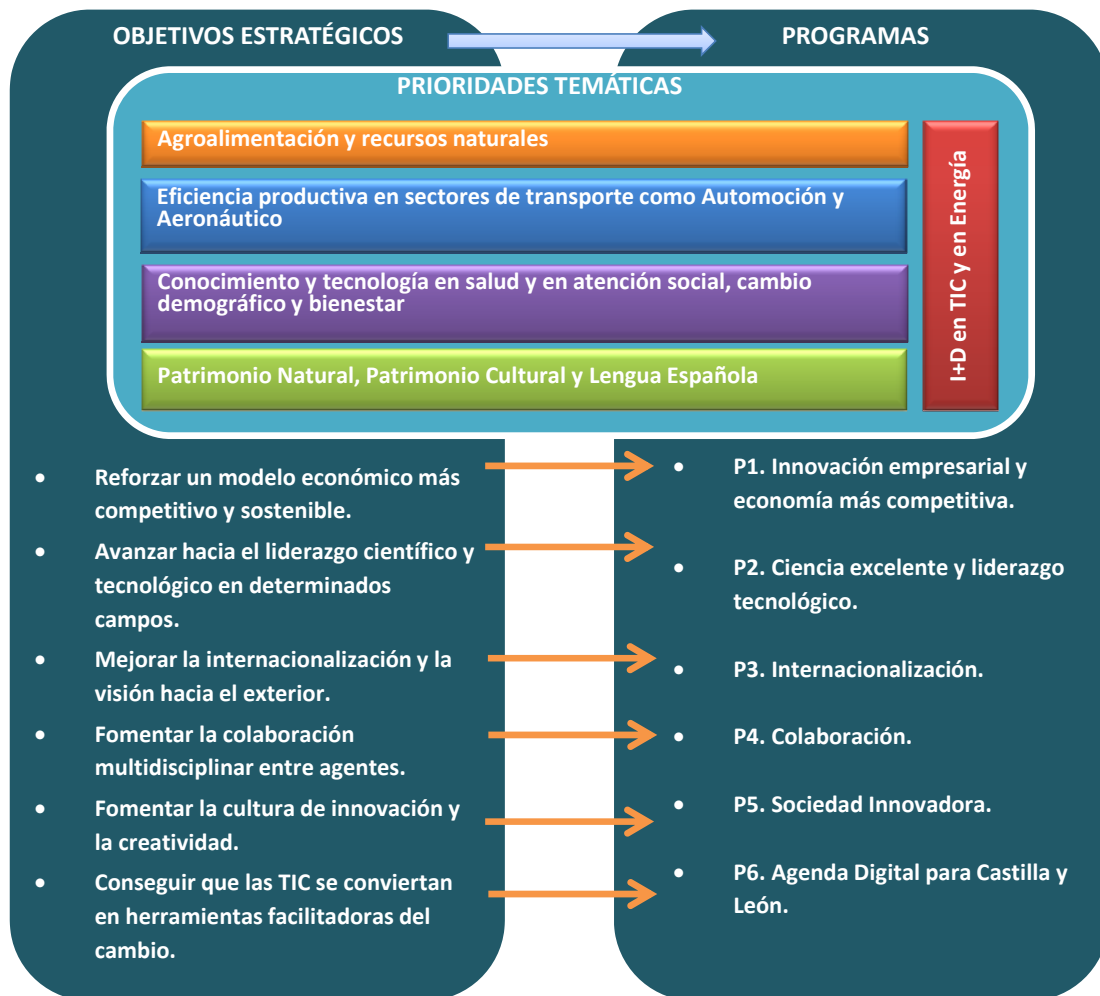 OBJETIVOS ESTRATÉGICOS
PROGRAMAS
PRIORIDADES TEMÁTICAS
Agroalimentación y recursos naturales
Eficiencia productiva en sectores de transporte como Automoción y
Aeronáutico
Conocimiento y tecnología en salud y en atención social, cambio
demográfico y bienestar
Patrimonio Natural, Patrimonio Cultural y Lengua Española
I+D en TIC y en Energía
• Reforzar un modelo económico más
competitivo y sostenible.
• Avanzar hacia el liderazgo científico y
tecnológico en determinados
campos.
• Mejorar la internacionalización y la
visión hacia el exterior.
• Fomentar la colaboración
multidisciplinar entre agentes.
• Fomentar la cultura de innovación y
la creatividad.
• Conseguir que las TIC se conviertan
en herramientas facilitadoras del
cambio.
• P1. Innovación empresarial y
economía más competitiva.
• P2. Ciencia excelente y liderazgo
tecnológico.
• P3. Internacionalización.
• P4. Colaboración.
• P5. Sociedad Innovadora.
• P6. Agenda Digital para Castilla y
León.